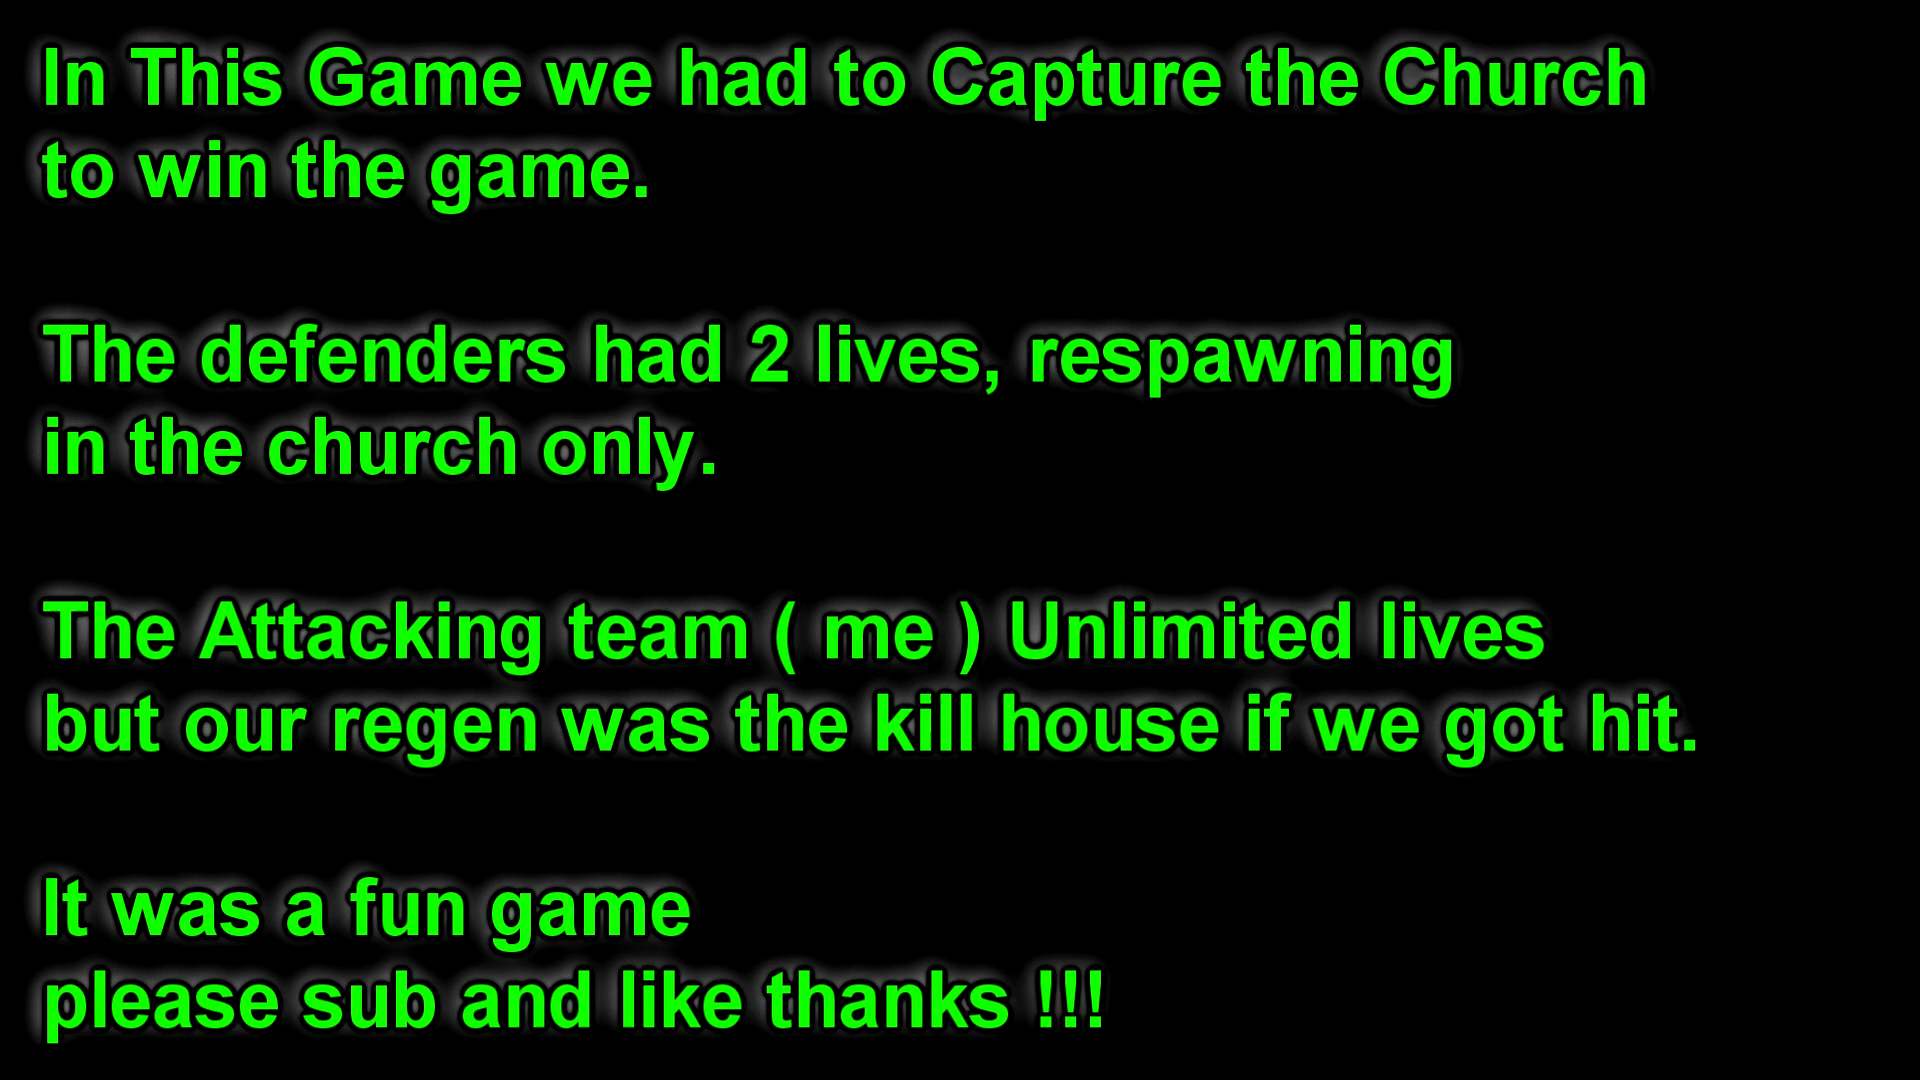 In This Game we had to Capture the Church
to win the game.
The defenders had 2 lives, respawning
in the church only.
The Attacking team ( me ) Unlimited lives
but our regen was the kill house if we got hit.
It was a fun game
please sub and like thanks !!!